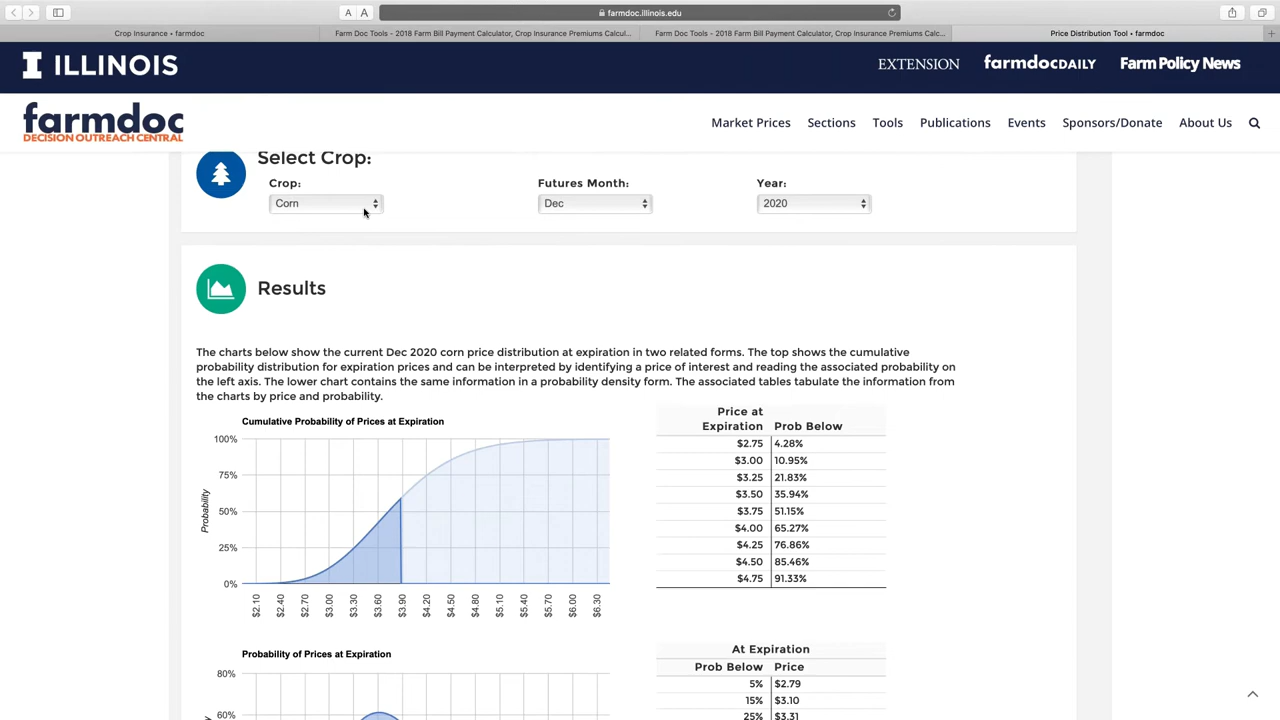 A A
farmdoc.illinois.edu
Crop Insurance • farmdoc
Farm Doc Tools - 2018 Farm Bill Payment Calculator, Crop Insurance Premiums Calcul...
Farm Doc Tools - 2018 Farm Bill Payment Calculator, Crop Insurance Premiums Calc...
Price Distribution Tool • farmdoc
I ILLINOIS
EXTENSION
farmdocDAILY
Farm Policy News
farmdoc
DECISION OUTREACH CENTRAL
Market Prices
Sections
Tools
Publications
Events
Sponsors/Donate
About Us
Select Crop:
Crop:
Futures Month:
Year:
Corn
Dec
2020
Results
The charts below show the current Dec 2020 corn price distribution at expiration in two related forms. The top shows the cumulative
probability distribution for expiration prices and can be interpreted by identifying a price of interest and reading the associated probability on
the left axis. The lower chart contains the same information in a probability density form. The associated tables tabulate the information from
the charts by price and probability.
Cumulative Probability of Prices at Expiration
100%
75%
50%
25%
0%
Probability
$2.10 $2.40 $2.70 $3.00 $3.30 $3.60 $3.90 $4.20 $4.50 $4.80 $5.10 $5.40 $5.70 $6.00 $6.30
Price at
Expiration Prob Below
$2.75 4.28%
$3.00 10.95%
$3.25 21.83%
$3.50 35.94%
$3.75 51.15%
$4.00 65.27%
$4.25 76.86%
$4.50 85.46%
$4.75 91.33%
Probability of Prices at Expiration
80%
60%
At Expiration
Prob Below Price
5% $2.79
15% $3.10
25% $3.31